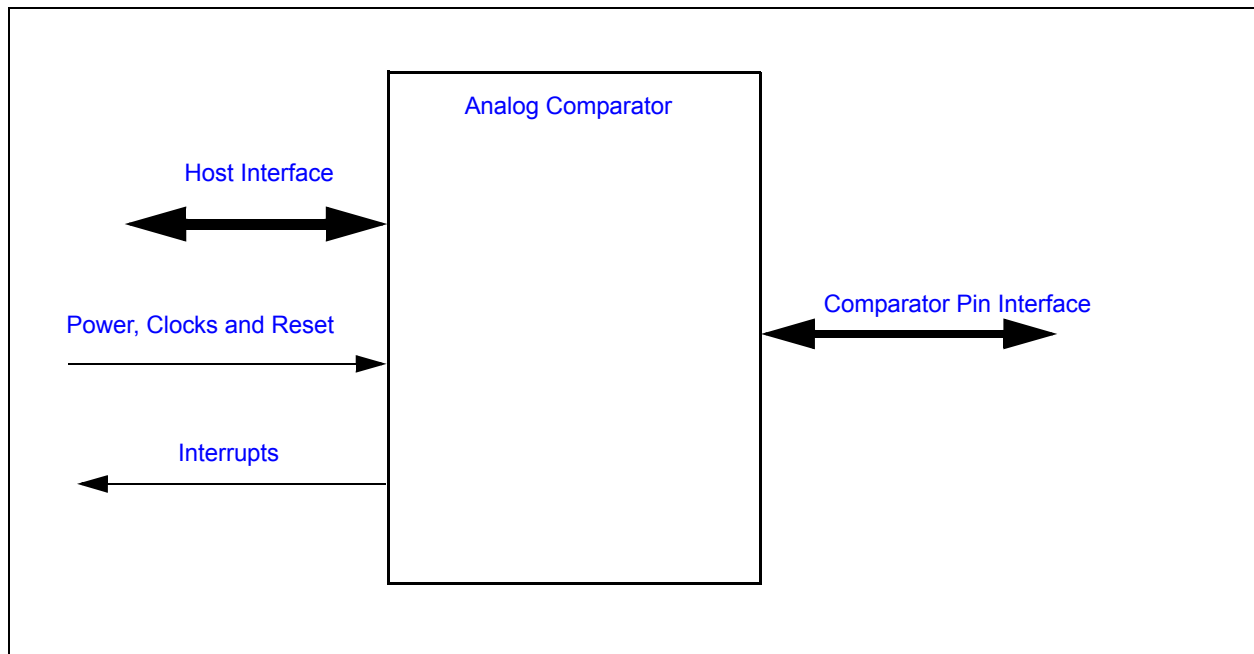 Analog Comparator
Host Interface
Comparator Pin Interface
Power, Clocks and Reset
Interrupts